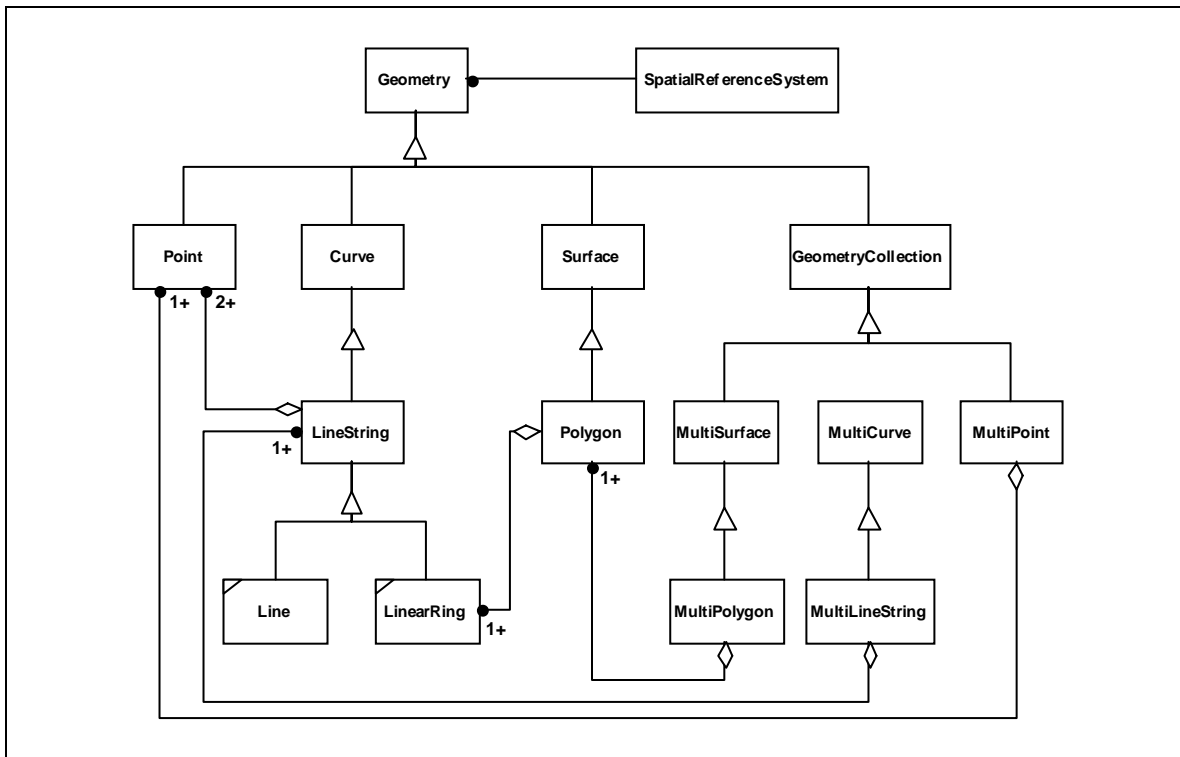 Geometry
SpatialReferenceSystem
Point
Curve
Surface
GeometryCollection
1+
2+
LineString
Polygon
MultiSurface
MultiCurve
MultiPoint
1+
1+
Line
LinearRing
MultiPolygon
MultiLineString
1+